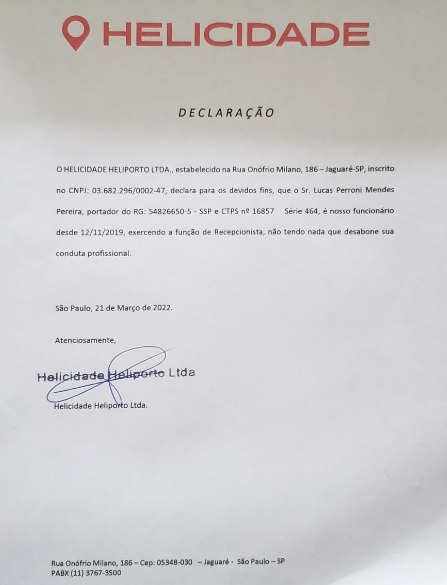 HELICIDADE
DECLARAÇÃO
O HELICIDADE HELIPORTO LTDA., estabelecido na Rua Onófrio Milano, 186 – Jaguaré-SP, inscrito
no CNPJ: 03.682.296/0002-47, declara para os devidos fins, que o Sr. Lucas Perroni Mendes
Pereira, portador do RG: 54826650-5 - SSP e CTPS nº 16857 Série 464, é nosso funcionário
desde 12/11/2019, exercendo a função de Recepcionista, não tendo nada que desabone sua
conduta profissional.
São Paulo, 21 de Março de 2022.
Atenciosamente,
Helicidade Heliporto Ltda
Helicidade Heliporto Ltda.
Rua Onófrio Milano, 186 – Cep: 05348-030 – Jaguaré - São Paulo – SP
PABX (11) 3767-3500